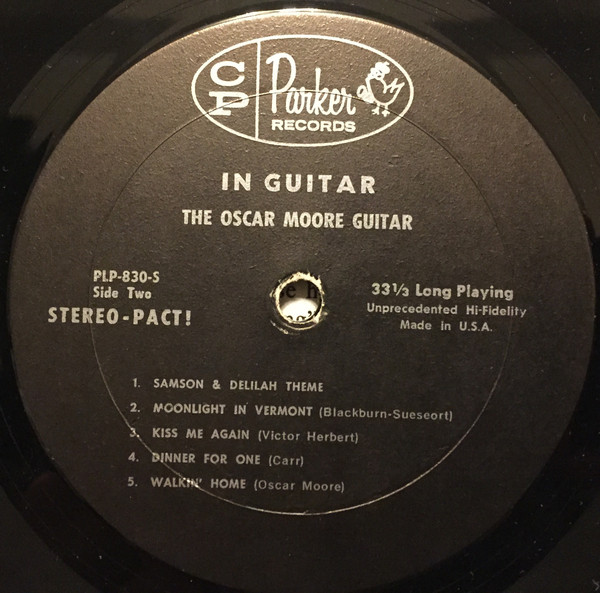 CP Parker
RECORDS
IN GUITAR
THE OSCAR MOORE GUITAR
PLP-830-S
Side Two
STEREO-PACT!
33⅓ Long Playing
Unprecedented Hi-Fidelity
Made in U.S.A.
1. SAMSON & DELILAH THEME
2. MOONLIGHT IN VERMONT (Blackburn-Sueseort)
3. KISS ME AGAIN (Victor Herbert)
4. DINNER FOR ONE (Carr)
5. WALKIN' HOME (Oscar Moore)